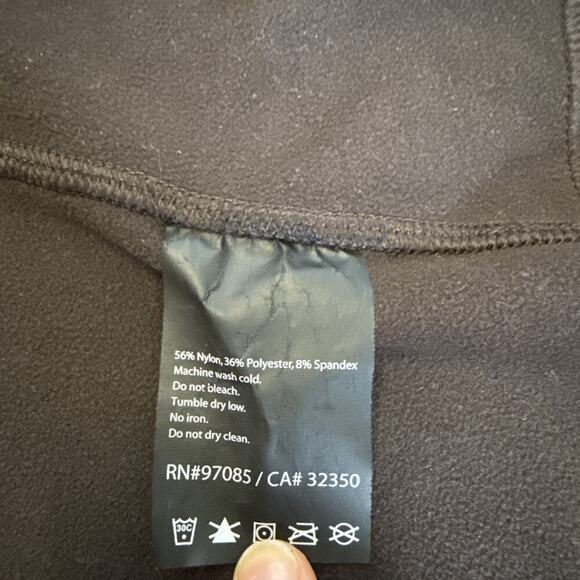 56% Nylon, 36% Polyester, 8% Spandex
Machine wash cold.
Do not bleach.
Tumble dry low.
No iron.
Do not dry clean.
RN#97085 / CA# 32350
30C